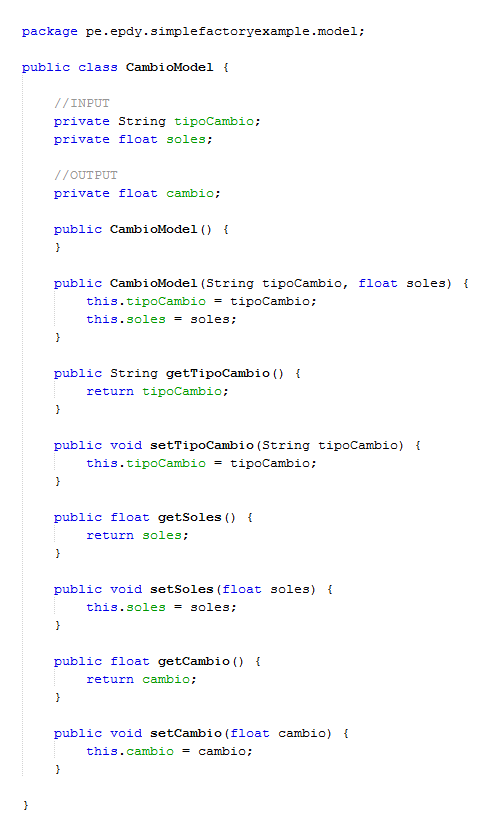 package pe.epdy.simplefactoryexample.model;
public class CambioModel {
//INPUT
private String tipoCambio;
private float soles;
//OUTPUT
private float cambio;
public CambioModel() {
}
public CambioModel(String tipoCambio, float soles) {
this.tipoCambio = tipoCambio;
this.soles = soles;
}
public String getTipoCambio() {
return tipoCambio;
}
public void setTipoCambio(String tipoCambio) {
this.tipoCambio = tipoCambio;
}
public float getSoles() {
return soles;
}
public void setSoles(float soles) {
this.soles = soles;
}
public float getCambio() {
return cambio;
}
public void setCambio(float cambio) {
this.cambio = cambio;
}
}